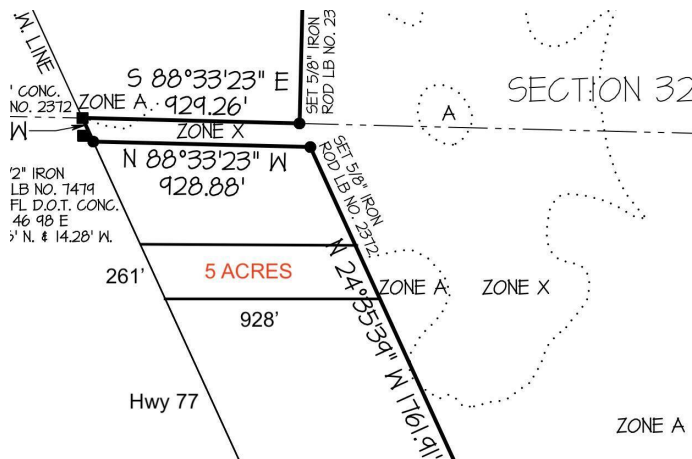 .W. LINE
S 88°33'23" E
929.26'
SET 5/8" IRON
ROD LB NO. 23
SECTION 32
' CONC.
NO. 2372
ZONE A
ZONE X
A
M
N 88°33'23" W
928.88'
SET 5/8" IRON
ROD LB NO. 2372
/2" IRON
LB NO. 7479
FL D.O.T. CONC.
46 98 E
' N. & 14.28' W.
261'
5 ACRES
928'
N 24°35'39" W 1761.91'
ZONE A
ZONE X
Hwy 77
ZONE A